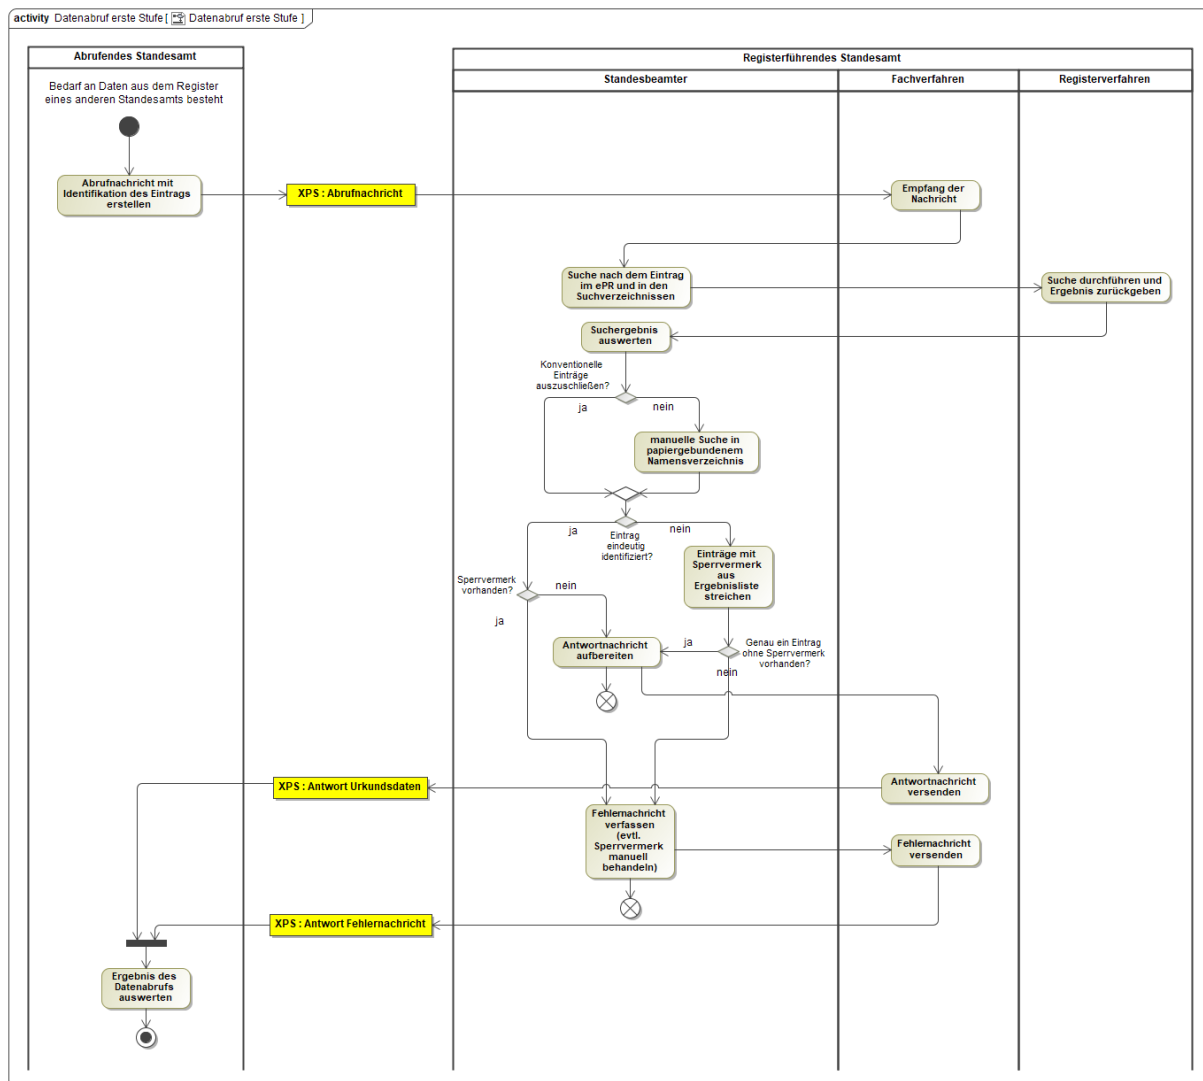 activity Datenabruf erste Stufe [ Datenabruf erste Stufe ]
Abrufendes Standesamt
Registerführendes Standesamt
Standesbeamter
Fachverfahren
Registerverfahren
Bedarf an Daten aus dem Register
eines anderen Standesamts besteht
Abrufnachricht mit
Identifikation des Eintrags
erstellen
XPS : Abrufnachricht
Empfang der
Nachricht
Suche nach dem Eintrag
im ePR und in den
Suchverzeichnissen
Suche durchführen und
Ergebnis zurückgeben
Suchergebnis
auswerten
Konventionelle
Einträge
auszuschließen?
ja
nein
manuelle Suche in
papiergebundenem
Namensverzeichnis
ja
Eintrag
eindeutig
identifiziert?
nein
Einträge mit
Sperrvermerk
aus
Ergebnisliste
streichen
Sperrvermerk
vorhanden?
nein
ja
Antwortnachricht
aufbereiten
ja
Genau ein Eintrag
ohne Sperrvermerk
vorhanden?
nein
XPS : Antwort Urkundsdaten
Antwortnachricht
versenden
Fehlernachricht
verfassen
(evtl.
Sperrvermerk
manuell
behandeln)
Fehlernachricht
versenden
XPS : Antwort Fehlernachricht
Ergebnis des
Datenabrufs
auswerten